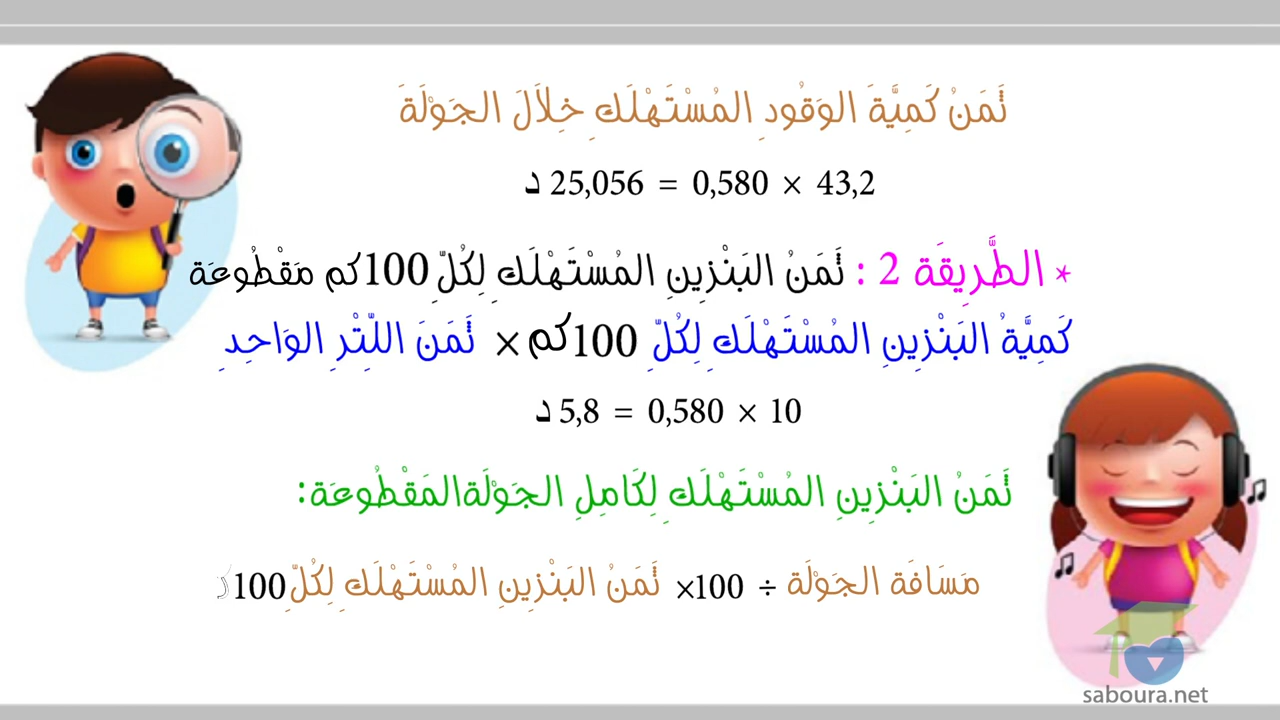 ثَمَنُ كَمِيَّةَ الوَقُودِ المُسْتَهْلَكِ خِلاَلَ الجَوْلَةَ
43,2 × 0,580 = 25,056 د
* الطَّرِيقَة 2 : ثَمَنُ البَنْزِينِ المُسْتَهْلَكِ لِكُلِّ 100كم مَقْطُوعَة
كَمِيَّةُ البَنْزِينِ المُسْتَهْلَكِ لِكُلِّ 100كم × ثَمَنَ اللِّتْرِ الوَاحِدِ
10 × 0,580 = 5,8 د
ثَمَنُ البَنْزِينِ المُسْتَهْلَكِ لِكَامِلِ الجَوْلَة المَقْطُوعَة:
مَسَافَة الجَوْلَة ÷ 100× ثَمَنُ البَنْزِينِ المُسْتَهْلَكِ لِكُلِّ 100
saboura.net